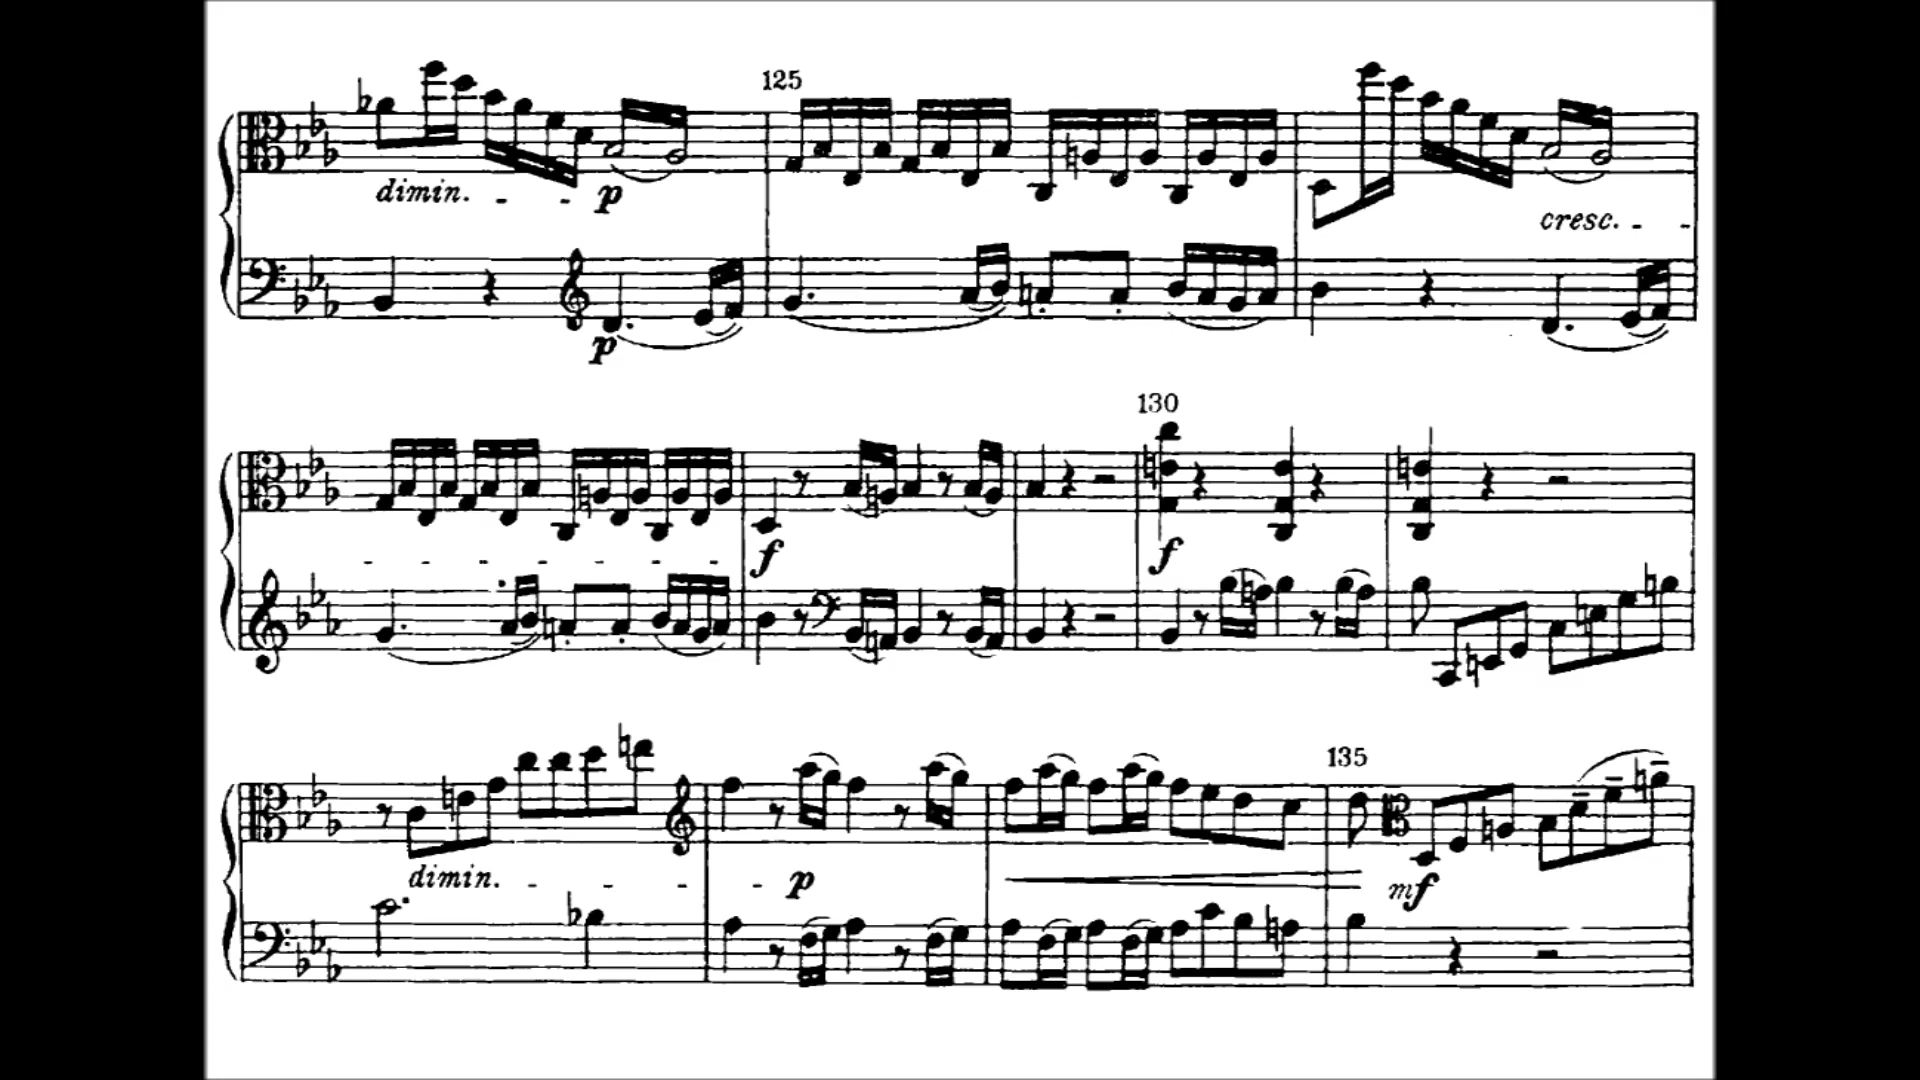 125
dimin. - - p
cresc. - -
p
130
f f
135
dimin. - - - - p
mf